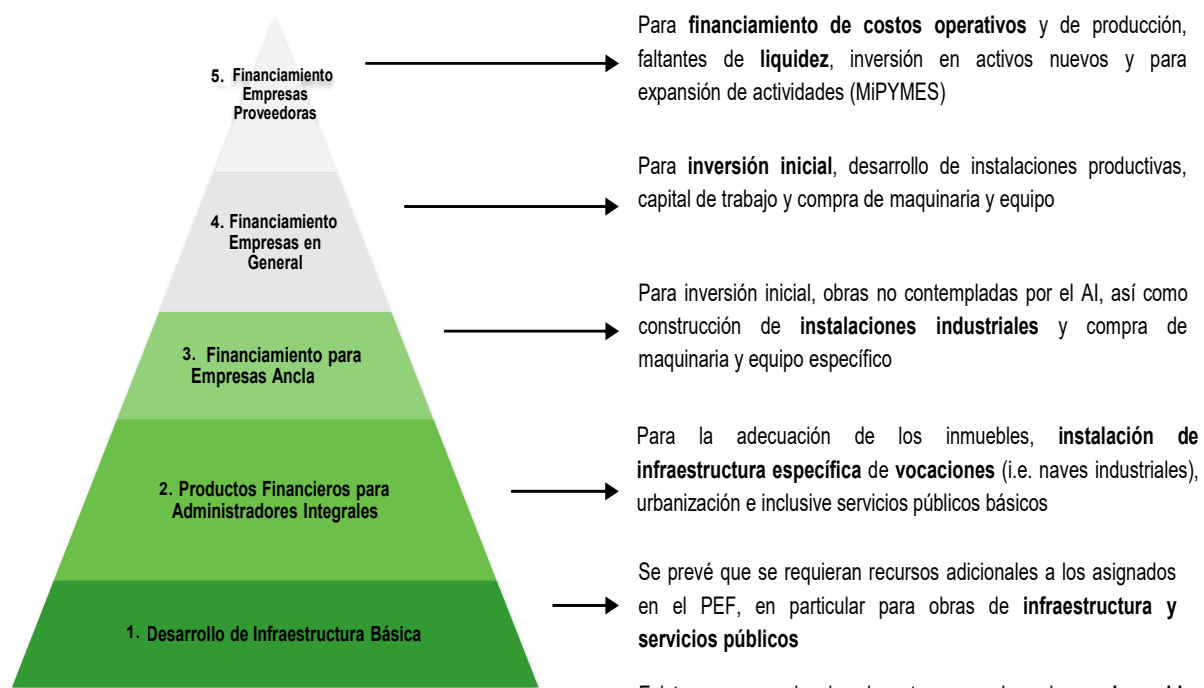 5. Financiamiento
Empresas
Proveedoras
Para financiamiento de costos operativos y de producción,
faltantes de liquidez, inversión en activos nuevos y para
expansión de actividades (MiPYMES)
4. Financiamiento
Empresas en
General
Para inversión inicial, desarrollo de instalaciones productivas,
capital de trabajo y compra de maquinaria y equipo
3. Financiamiento para
Empresas Ancla
Para inversión inicial, obras no contempladas por el AI, así como
construcción de instalaciones industriales y compra de
maquinaria y equipo específico
2. Productos Financieros para
Administradores Integrales
Para la adecuación de los inmuebles, instalación de
infraestructura específica de vocaciones (i.e. naves industriales),
urbanización e inclusive servicios públicos básicos
1. Desarrollo de Infraestructura Básica
Se prevé que se requieran recursos adicionales a los asignados
en el PEF, en particular para obras de infraestructura y
servicios públicos